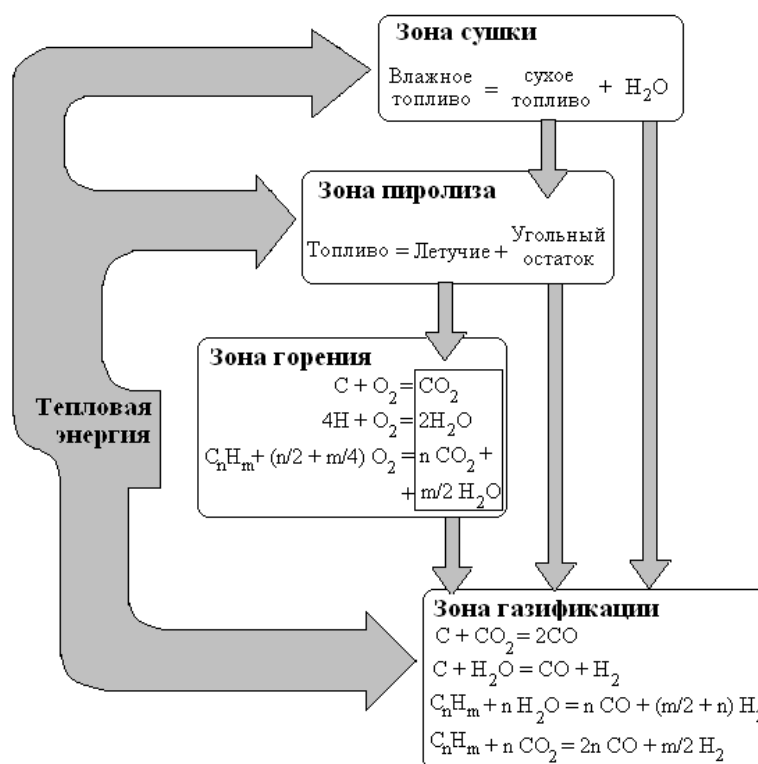 Зона сушки
Влажное топливо = сухое топливо + H₂O
Зона пиролиза
Топливо = Летучие + Угольный остаток
Зона горения
C + O₂ = CO₂
4H + O₂ = 2H₂O
CₙHₘ + (n/2 + m/4) O₂ = n CO₂ +
+ m/2 H₂O
Тепловая
энергия
Зона газификации
C + CO₂ = 2CO
C + H₂O = CO + H₂
CₙHₘ + n H₂O = n CO + (m/2 + n) H₂
CₙHₘ + n CO₂ = 2n CO + m/2 H₂